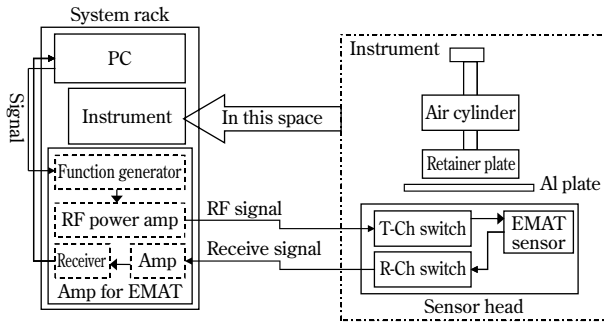 System rack
PC
Signal
Instrument
Function generator
RF power amp
Receiver
Amp
Amp for EMAT
In this space
RF signal
Receive signal
Instrument
Air cylinder
Retainer plate
Al plate
T-Ch switch
R-Ch switch
EMAT
sensor
Sensor head